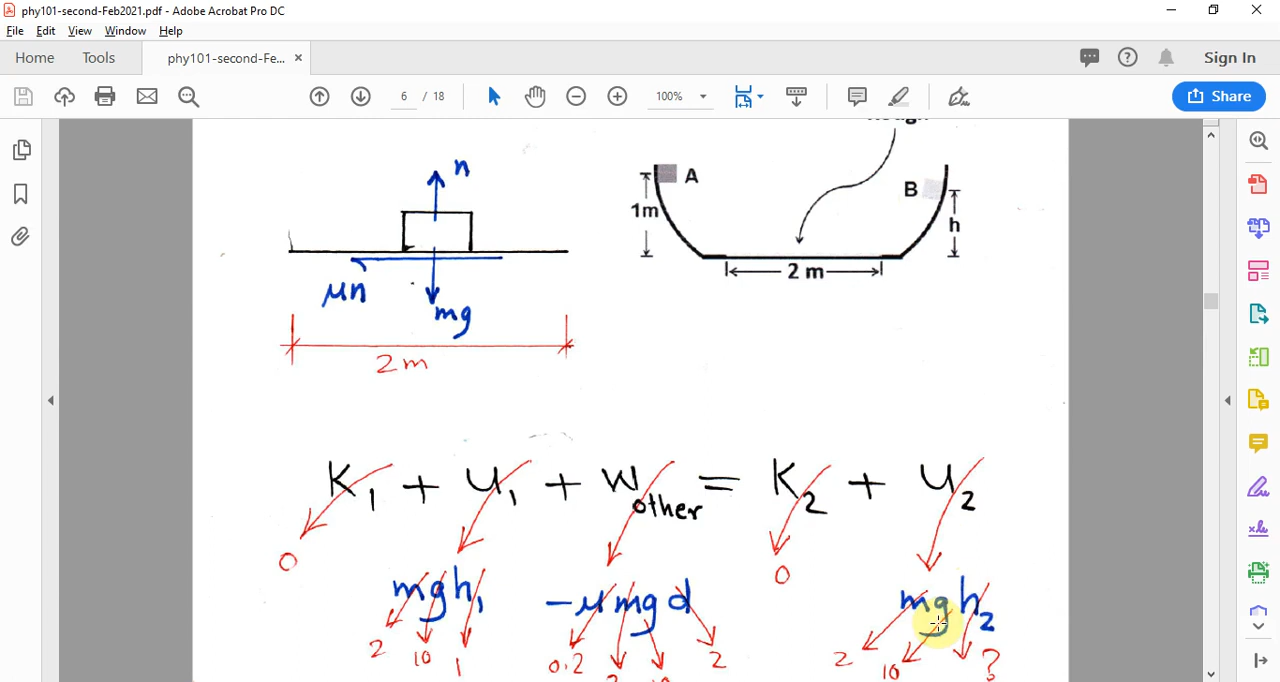 phy101-second-Feb2021.pdf - Adobe Acrobat Pro DC
File Edit View Window Help
Home Tools phy101-second-Fe... × Sign In
6 / 18 100% Share
n
A
B
1m
h
2 m
μn
mg
2m
K₁ + U₁ + W_other = K₂ + U₂
0
0
mgh₁ -μmgd mgh₂
2 10 1 0.2 2 2 10 ?